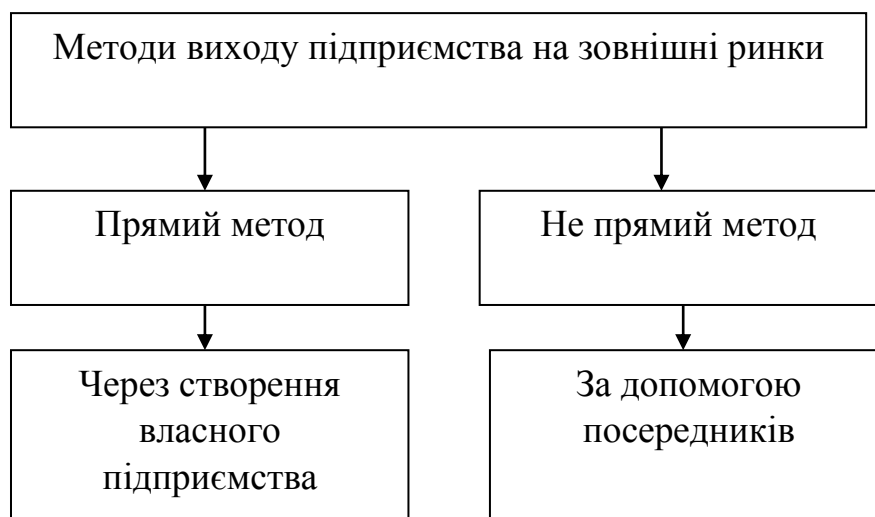 Методи виходу підприємства на зовнішні ринки
Прямий метод
Не прямий метод
Через створення
власного
підприємства
За допомогою
посередників